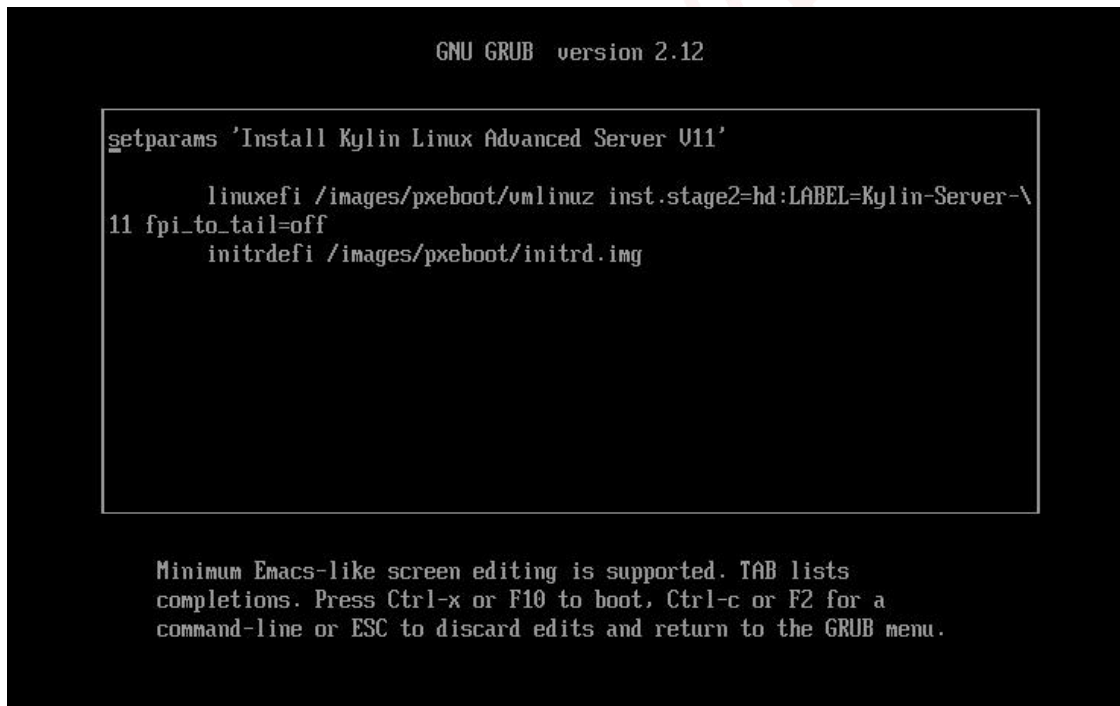 GNU GRUB  version 2.12
setparams 'Install Kylin Linux Advanced Server V11'
linuxefi /images/pxeboot/vmlinuz inst.stage2=hd:LABEL=Kylin-Server-\
11 fpi_to_tail=off
initrdefi /images/pxeboot/initrd.img
Minimum Emacs-like screen editing is supported. TAB lists
completions. Press Ctrl-x or F10 to boot, Ctrl-c or F2 for a
command-line or ESC to discard edits and return to the GRUB menu.